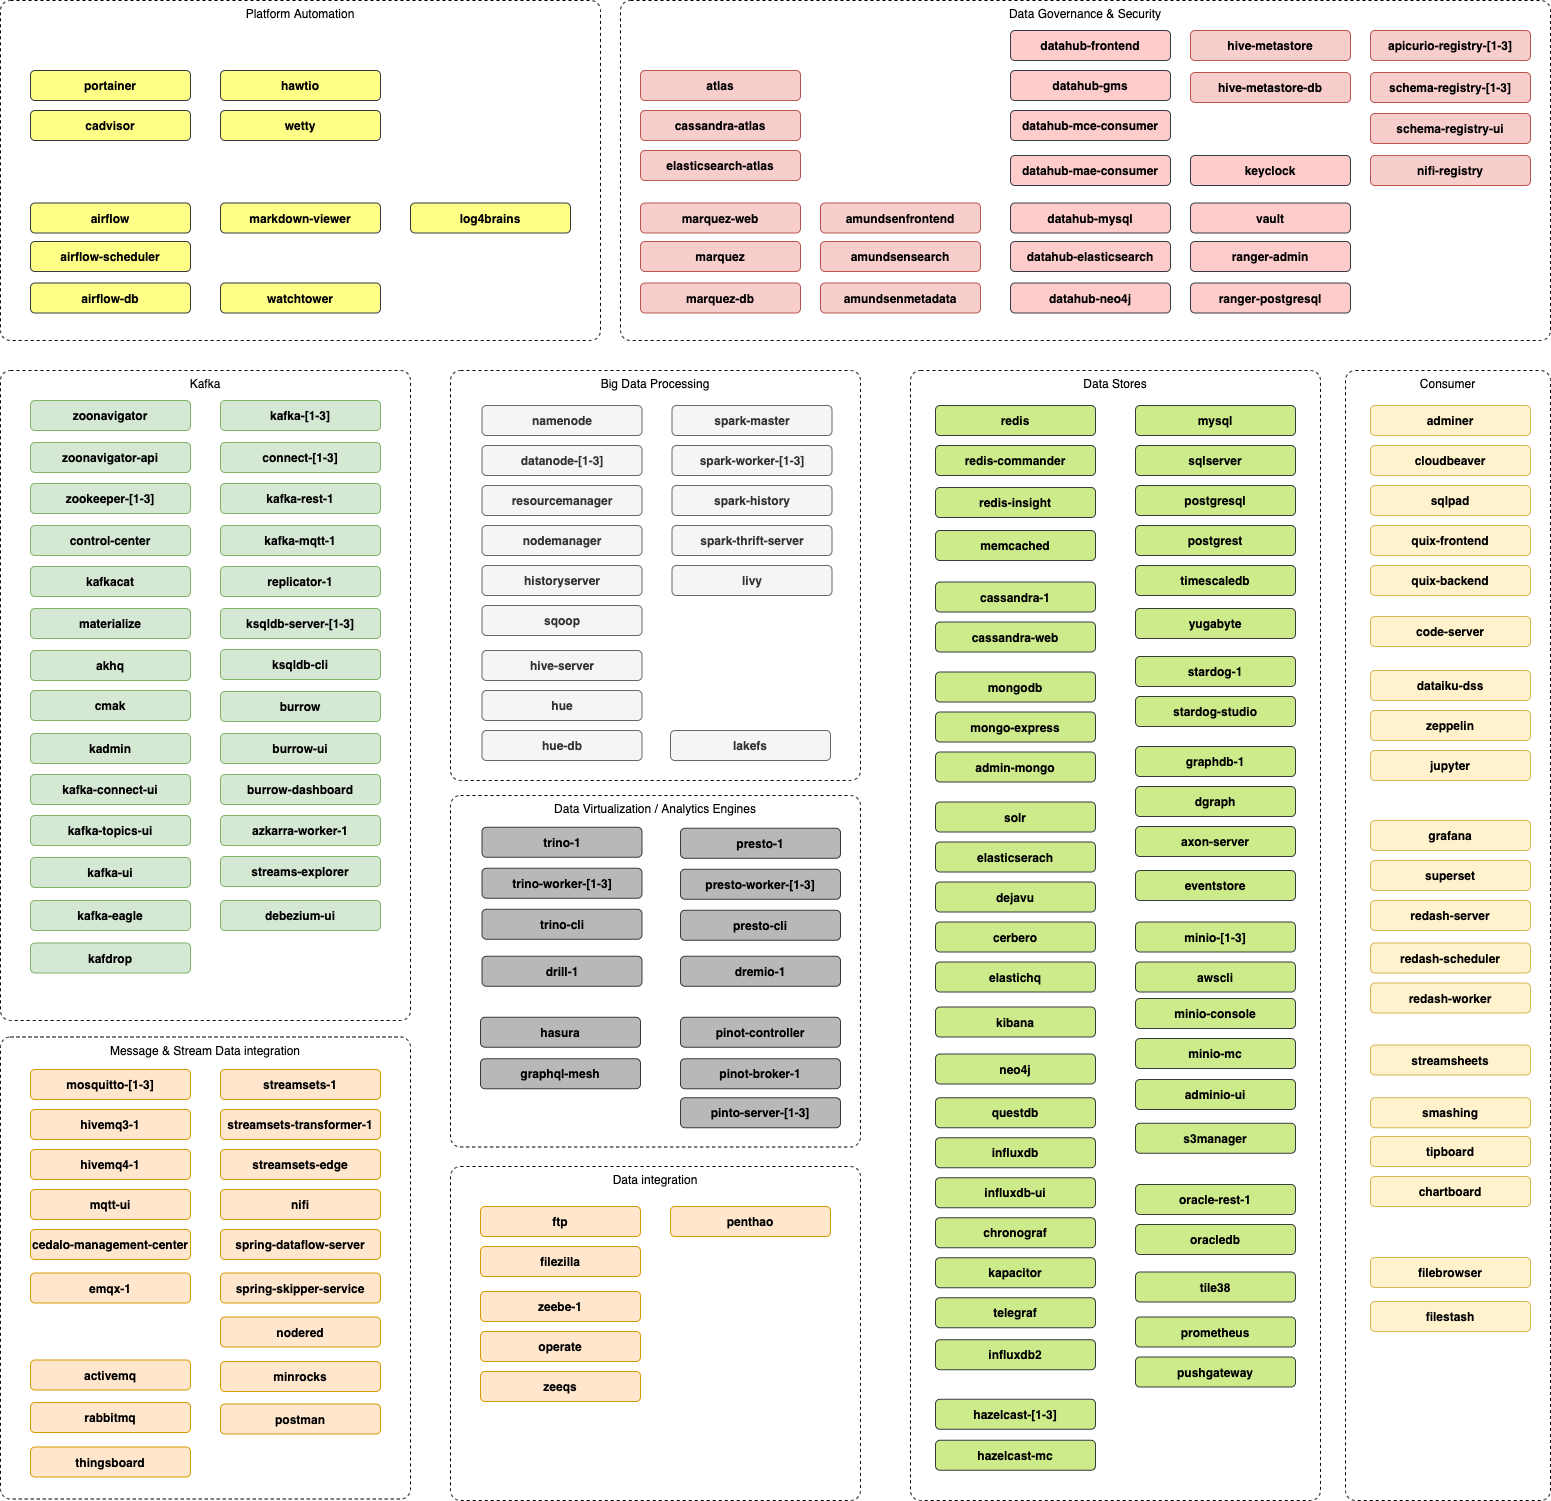 Platform Automation
portainer
hawtio
cadvisor
wetty
airflow
markdown-viewer
log4brains
airflow-scheduler
airflow-db
watchtower
Data Governance & Security
datahub-frontend
hive-metastore
apicurio-registry-[1-3]
atlas
datahub-gms
hive-metastore-db
schema-registry-[1-3]
cassandra-atlas
datahub-mce-consumer
schema-registry-ui
elasticsearch-atlas
datahub-mae-consumer
keyclock
nifi-registry
marquez-web
amundsenfrontend
datahub-mysql
vault
marquez
amundsensearch
datahub-elasticsearch
ranger-admin
marquez-db
amundsenmetadata
datahub-neo4j
ranger-postgresql
Kafka
zoonavigator
kafka-[1-3]
zoonavigator-api
connect-[1-3]
zookeeper-[1-3]
kafka-rest-1
control-center
kafka-mqtt-1
kafkacat
replicator-1
materialize
ksqldb-server-[1-3]
akhq
ksqldb-cli
cmak
burrow
kadmin
burrow-ui
kafka-connect-ui
burrow-dashboard
kafka-topics-ui
azkarra-worker-1
kafka-ui
streams-explorer
kafka-eagle
debezium-ui
kafdrop
Message & Stream Data integration
mosquitto-[1-3]
streamsets-1
hivemq3-1
streamsets-transformer-1
hivemq4-1
streamsets-edge
mqtt-ui
nifi
cedalo-management-center
spring-dataflow-server
emqx-1
spring-skipper-service
nodered
activemq
minrocks
rabbitmq
postman
thingsboard
Big Data Processing
namenode
spark-master
datanode-[1-3]
spark-worker-[1-3]
resourcemanager
spark-history
nodemanager
spark-thrift-server
historyserver
livy
sqoop
hive-server
hue
hue-db
lakefs
Data Virtualization / Analytics Engines
trino-1
presto-1
trino-worker-[1-3]
presto-worker-[1-3]
trino-cli
presto-cli
drill-1
dremio-1
hasura
pinot-controller
graphql-mesh
pinot-broker-1
pinto-server-[1-3]
Data integration
ftp
penthao
filezilla
zeebe-1
operate
zeeqs
Data Stores
redis
mysql
redis-commander
sqlserver
redis-insight
postgresql
memcached
postgrest
timescaledb
cassandra-1
yugabyte
cassandra-web
stardog-1
mongodb
stardog-studio
mongo-express
graphdb-1
admin-mongo
dgraph
solr
axon-server
elasticserach
eventstore
dejavu
cerbero
minio-[1-3]
elastichq
awscli
kibana
minio-console
minio-mc
neo4j
adminio-ui
questdb
s3manager
influxdb
influxdb-ui
oracle-rest-1
chronograf
oracledb
kapacitor
tile38
telegraf
prometheus
influxdb2
pushgateway
hazelcast-[1-3]
hazelcast-mc
Consumer
adminer
cloudbeaver
sqlpad
quix-frontend
quix-backend
code-server
dataiku-dss
zeppelin
jupyter
grafana
superset
redash-server
redash-scheduler
redash-worker
streamsheets
smashing
tipboard
chartboard
filebrowser
filestash